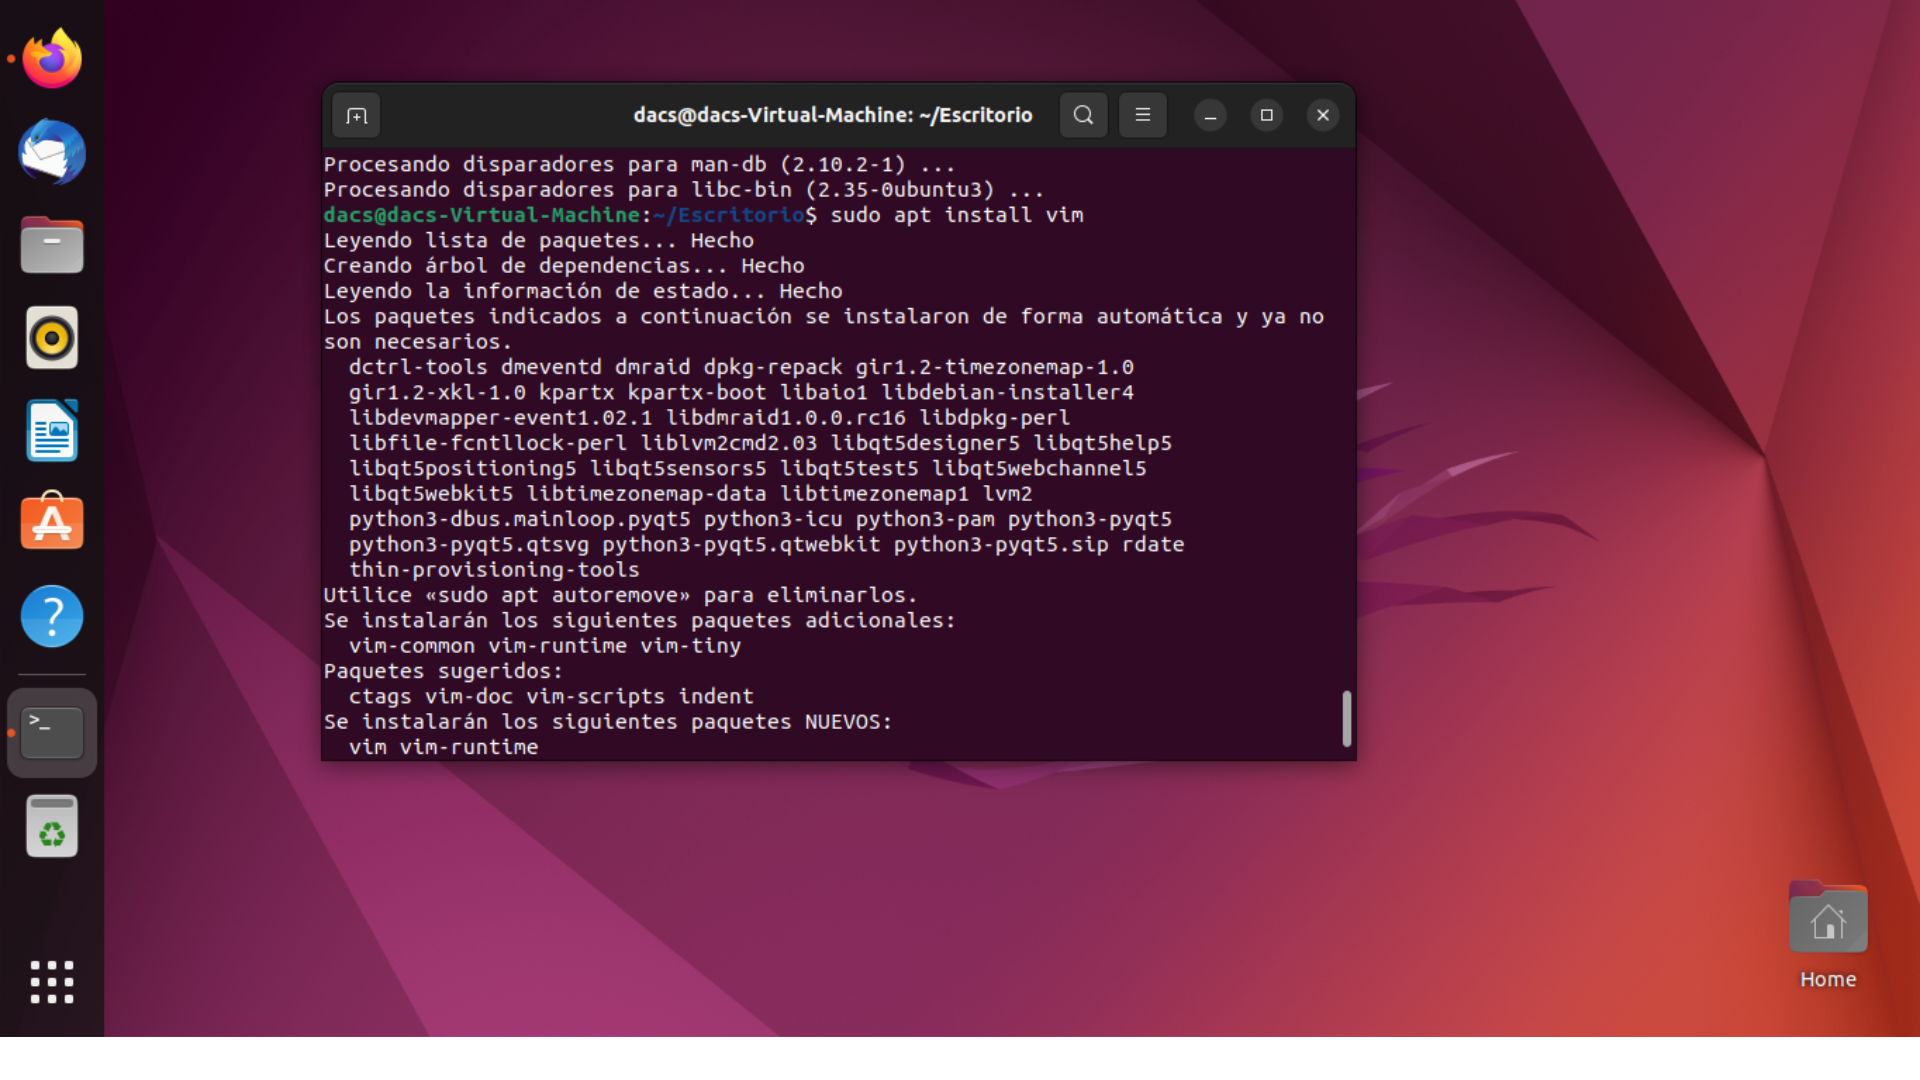 dacs@dacs-Virtual-Machine: ~/Escritorio
Procesando disparadores para man-db (2.10.2-1) ...
Procesando disparadores para libc-bin (2.35-0ubuntu3) ...
dacs@dacs-Virtual-Machine:~/Escritorio$ sudo apt install vim
Leyendo lista de paquetes... Hecho
Creando árbol de dependencias... Hecho
Leyendo la información de estado... Hecho
Los paquetes indicados a continuación se instalaron de forma automática y ya no
son necesarios.
  dctrl-tools dmeventd dmraid dpkg-repack gir1.2-timezonemap-1.0
  gir1.2-xkl-1.0 kpartx kpartx-boot libaio1 libdebian-installer4
  libdevmapper-event1.02.1 libdmraid1.0.0.rc16 libdpkg-perl
  libfile-fcntllock-perl liblvm2cmd2.03 libqt5designer5 libqt5help5
  libqt5positioning5 libqt5sensors5 libqt5test5 libqt5webchannel5
  libqt5webkit5 libtimezonemap-data libtimezonemap1 lvm2
  python3-dbus.mainloop.pyqt5 python3-icu python3-pam python3-pyqt5
  python3-pyqt5.qtsvg python3-pyqt5.qtwebkit python3-pyqt5.sip rdate
  thin-provisioning-tools
Utilice «sudo apt autoremove» para eliminarlos.
Se instalarán los siguientes paquetes adicionales:
  vim-common vim-runtime vim-tiny
Paquetes sugeridos:
  ctags vim-doc vim-scripts indent
Se instalarán los siguientes paquetes NUEVOS:
  vim vim-runtime
Home